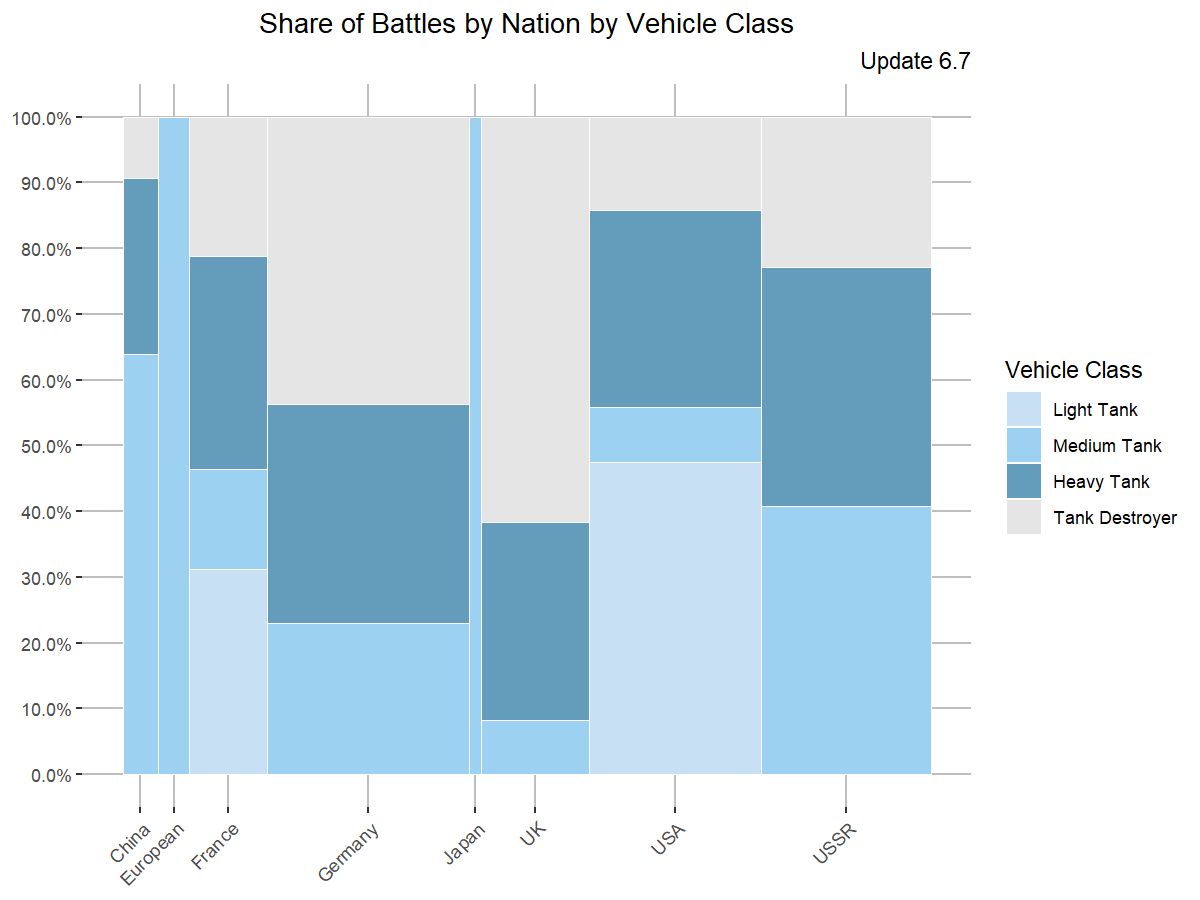 Share of Battles by Nation by Vehicle Class
Update 6.7
100.0%
90.0%
80.0%
70.0%
60.0%
50.0%
40.0%
30.0%
20.0%
10.0%
0.0%
China
European
France
Germany
Japan
UK
USA
USSR
Vehicle Class
Light Tank
Medium Tank
Heavy Tank
Tank Destroyer